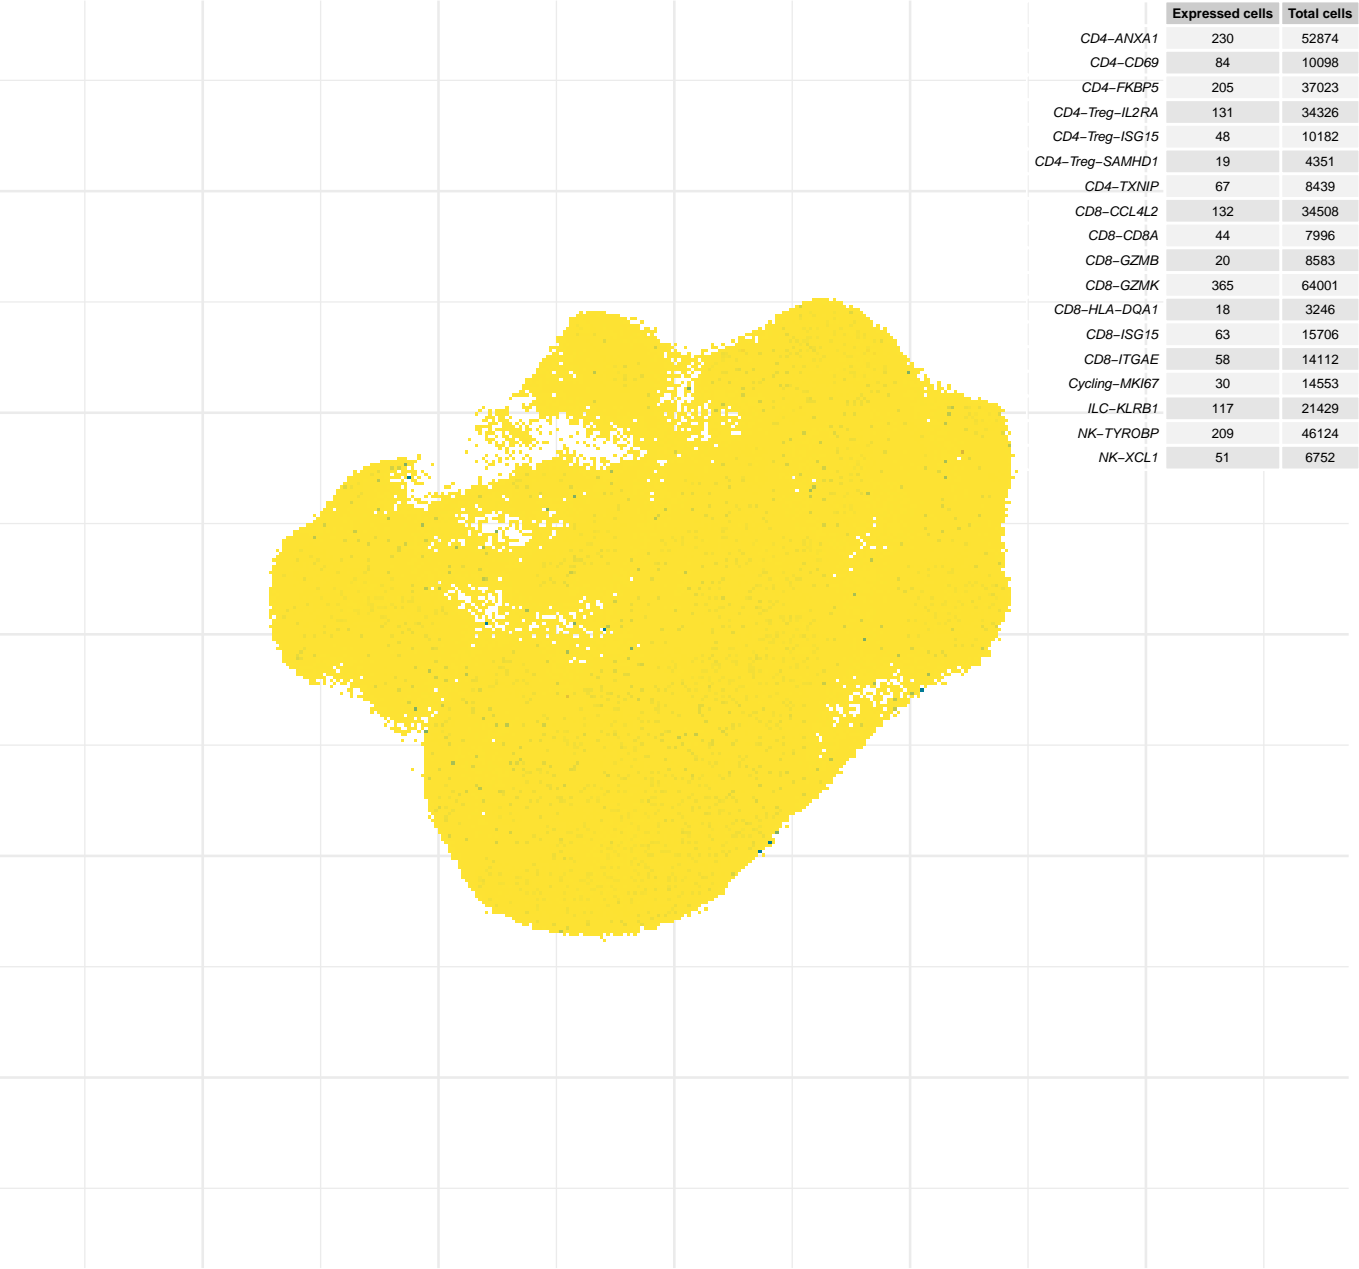 Expressed cells Total cells
CD4−ANXA1 230 52874
CD4−CD69 84 10098
CD4−FKBP5 205 37023
CD4−Treg−IL2RA 131 34326
CD4−Treg−ISG15 48 10182
CD4−Treg−SAMHD1 19 4351
CD4−TXNIP 67 8439
CD8−CCL4L2 132 34508
CD8−CD8A 44 7996
CD8−GZMB 20 8583
CD8−GZMK 365 64001
CD8−HLA−DQA1 18 3246
CD8−ISG15 63 15706
CD8−ITGAE 58 14112
Cycling−MKI67 30 14553
ILC−KLRB1 117 21429
NK−TYROBP 209 46124
NK−XCL1 51 6752